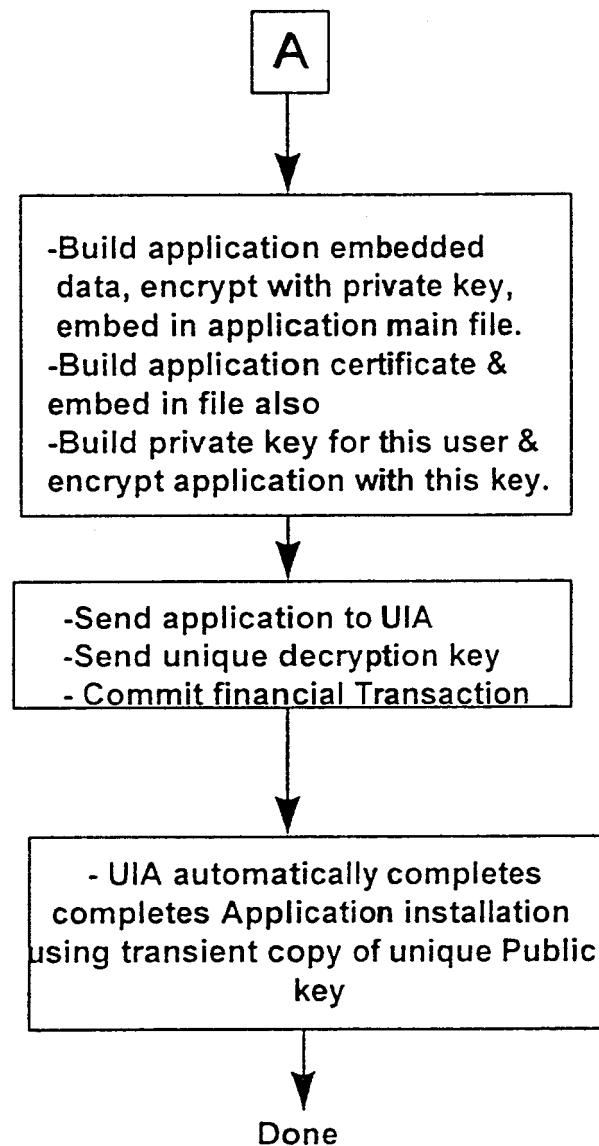 A
-Build application embedded
data, encrypt with private key,
embed in application main file.
-Build application certificate &
embed in file also
-Build private key for this user &
encrypt application with this key.
-Send application to UIA
-Send unique decryption key
- Commit financial Transaction
- UIA automatically completes
completes Application installation
using transient copy of unique Public
key
Done